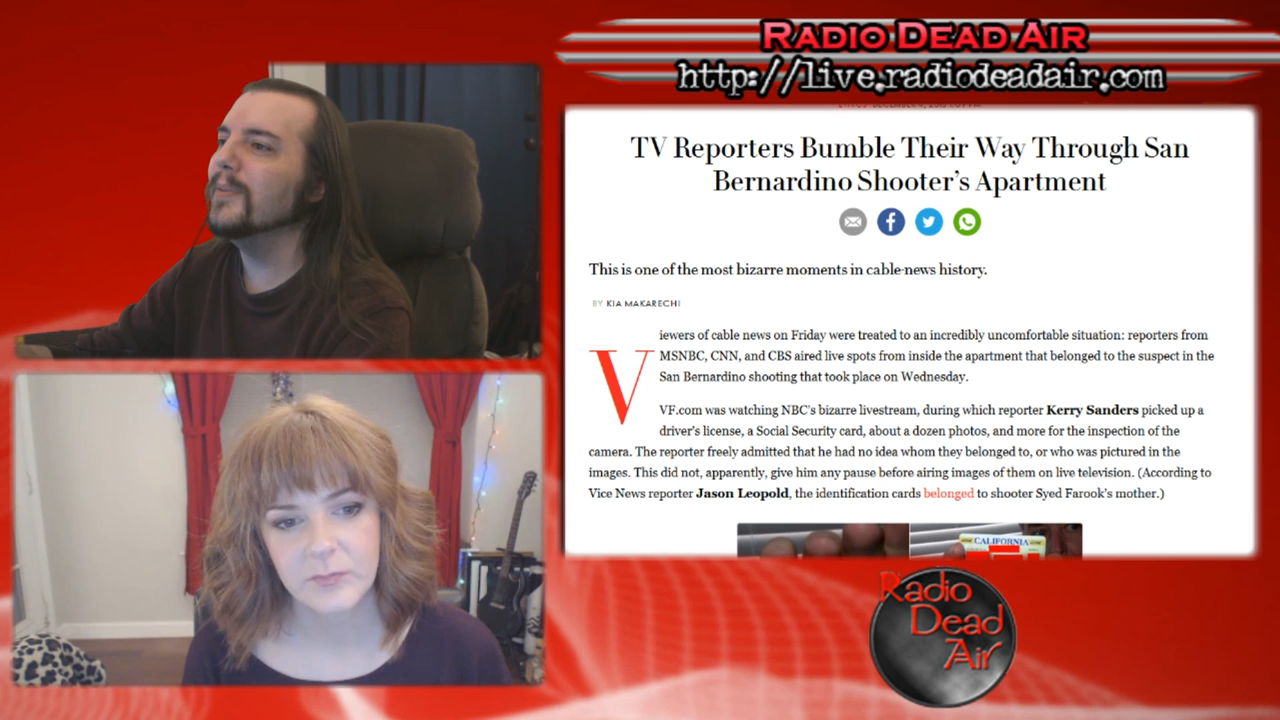 Radio Dead Air
http://live.radiodeadair.com
TV Reporters Bumble Their Way Through San
Bernardino Shooter's Apartment
This is one of the most bizarre moments in cable-news history.
BY KIA MAKARECHI
Viewers of cable news on Friday were treated to an incredibly uncomfortable situation: reporters from
MSNBC, CNN, and CBS aired live spots from inside the apartment that belonged to the suspect in the
San Bernardino shooting that took place on Wednesday.
VF.com was watching NBC's bizarre livestream, during which reporter Kerry Sanders picked up a
driver's license, a Social Security card, about a dozen photos, and more for the inspection of the
camera. The reporter freely admitted that he had no idea whom they belonged to, or who was pictured in the
images. This did not, apparently, give him any pause before airing images of them on live television. (According to
Vice News reporter Jason Leopold, the identification cards belonged to shooter Syed Farook's mother.)
CALIFORNIA
Radio
Dead
Air